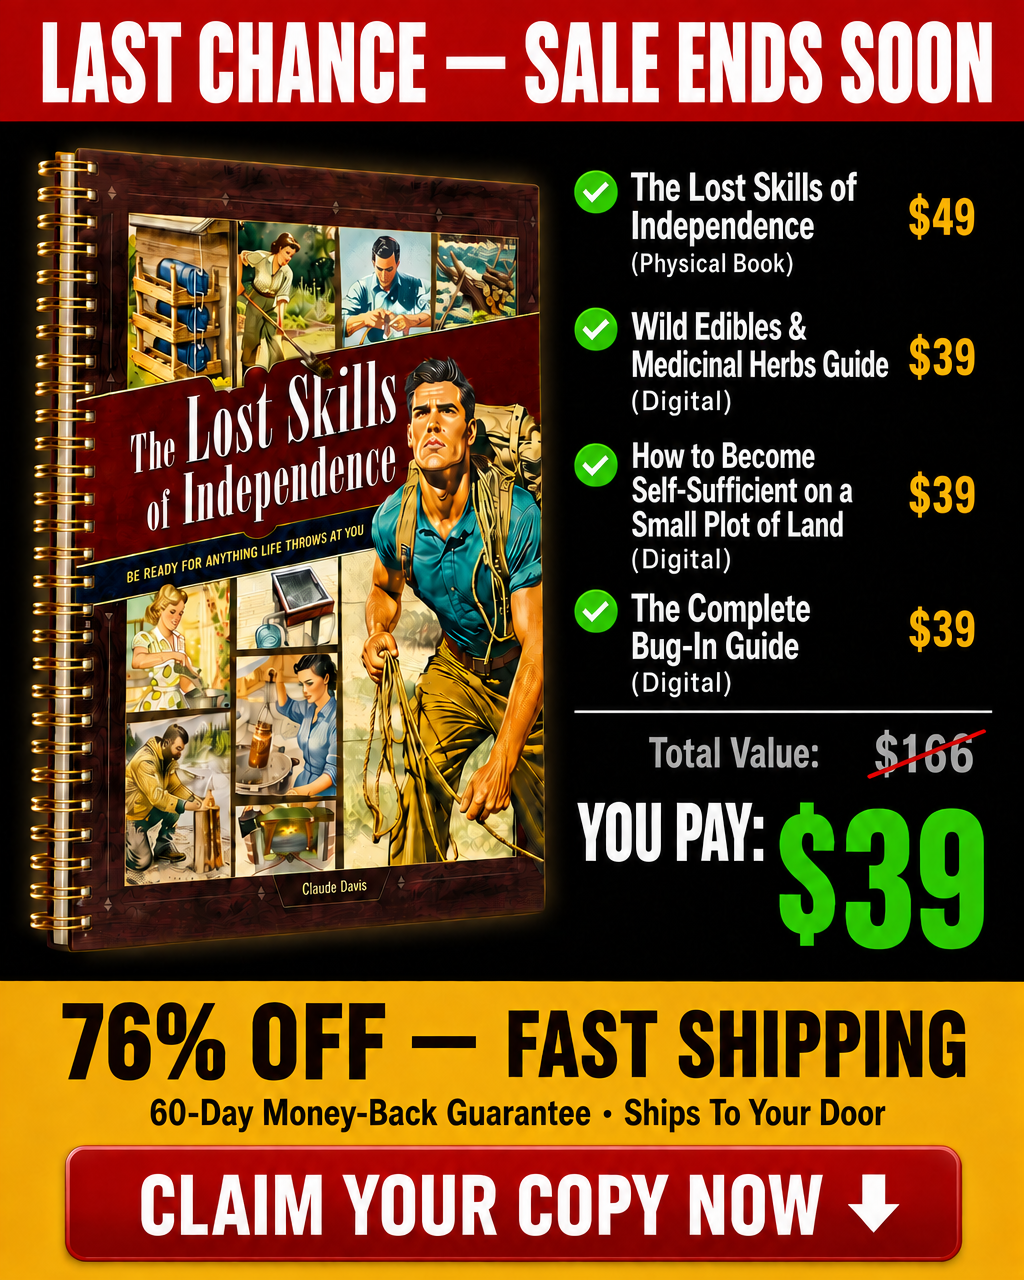 LAST CHANCE — SALE ENDS SOON
The Lost Skills
of Independence
BE READY FOR ANYTHING LIFE THROWS AT YOU
Claude Davis
The Lost Skills of
Independence
(Physical Book)
$49
Wild Edibles &
Medicinal Herbs Guide
(Digital)
$39
How to Become
Self-Sufficient on a
Small Plot of Land
(Digital)
$39
The Complete
Bug-In Guide
(Digital)
$39
Total Value: $166
YOU PAY: $39
76% OFF — FAST SHIPPING
60-Day Money-Back Guarantee • Ships To Your Door
CLAIM YOUR COPY NOW